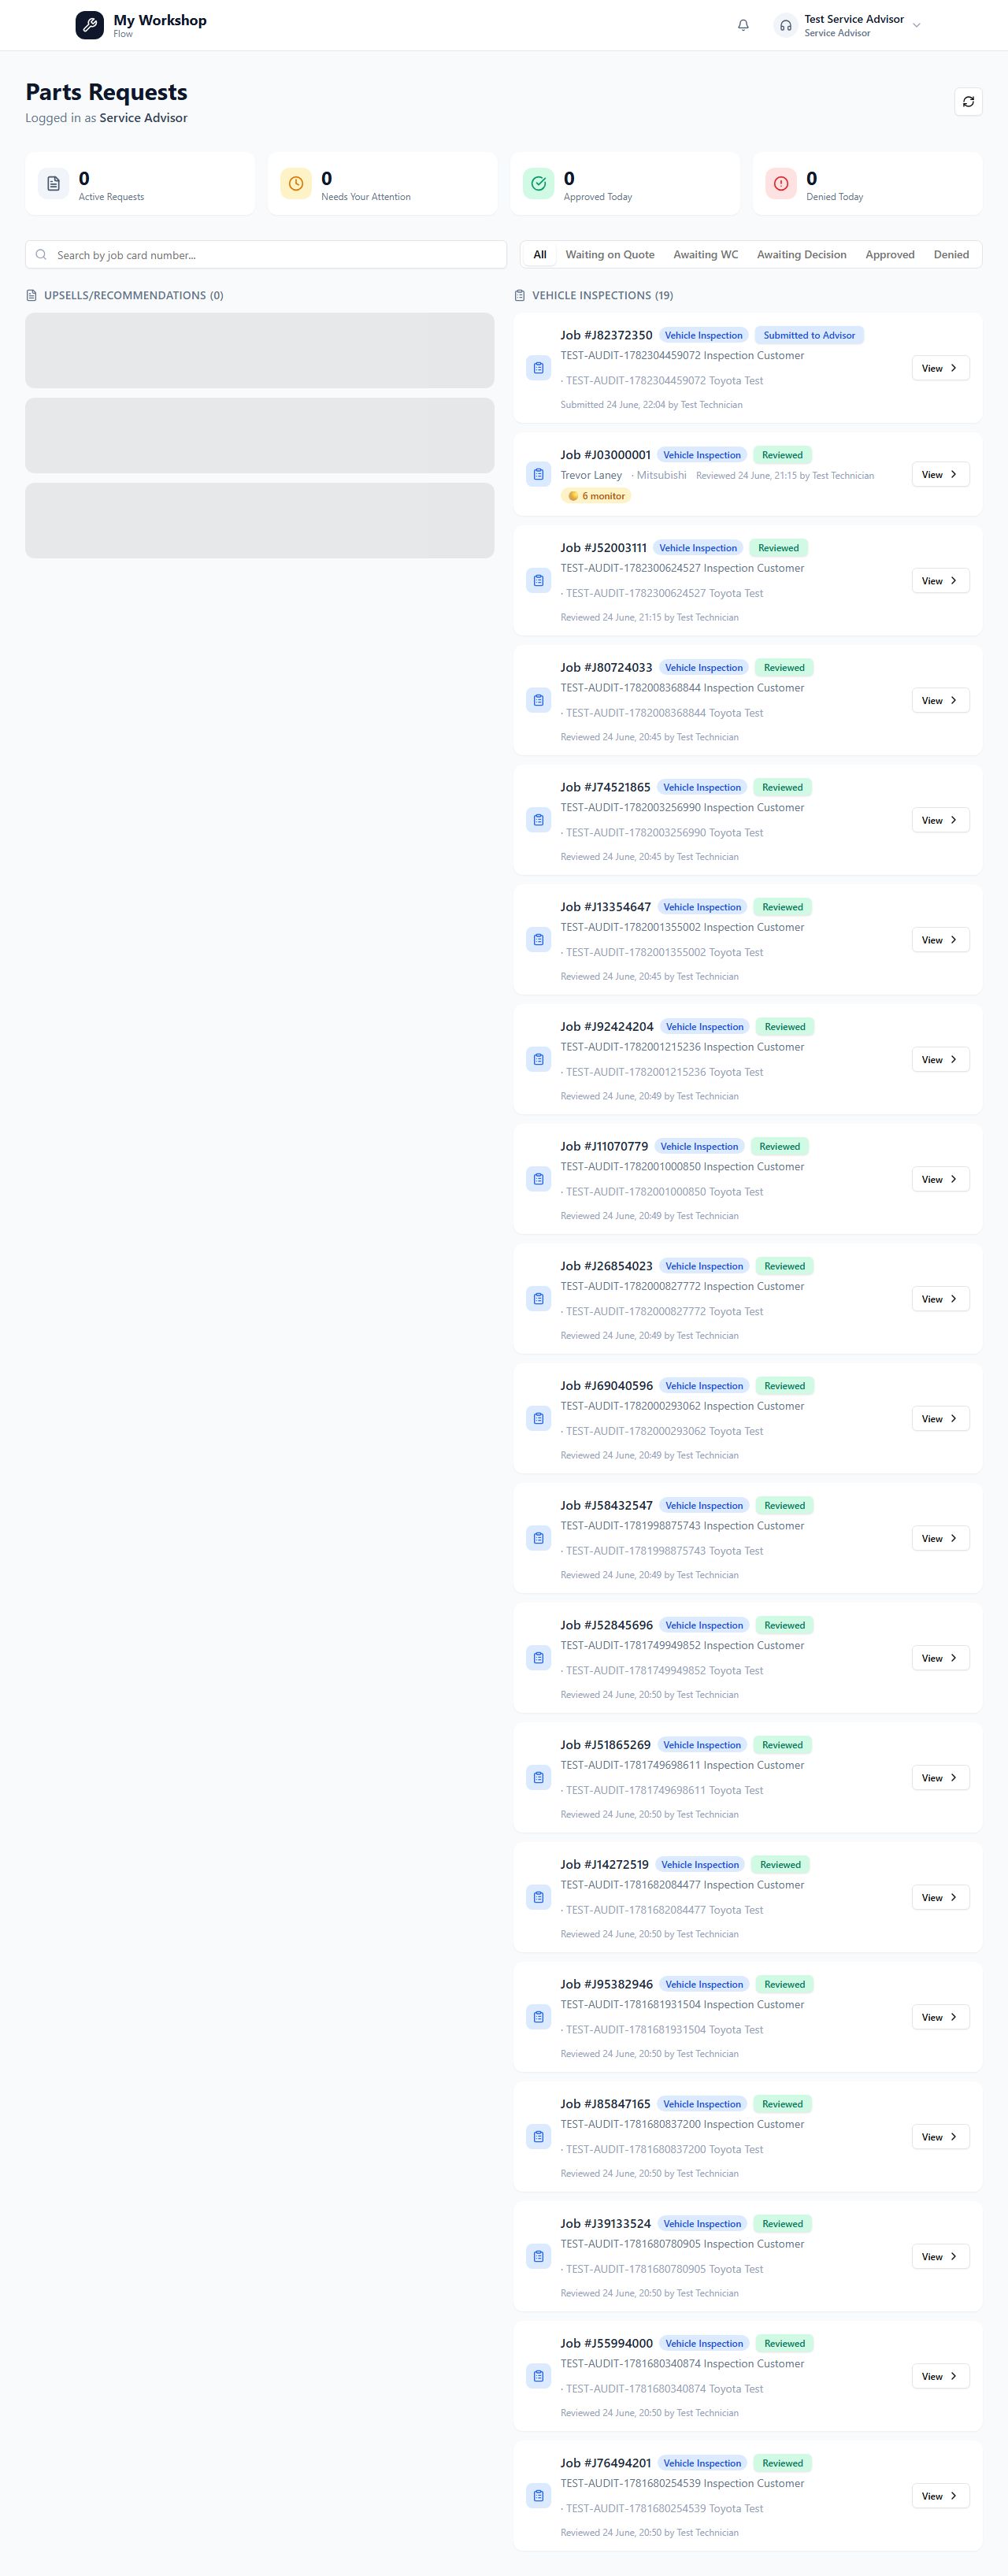 My Workshop
Flow
Test Service Advisor
Service Advisor
Parts Requests
Logged in as Service Advisor
0
Active Requests
0
Needs Your Attention
0
Approved Today
0
Denied Today
Search by job card number...
All Waiting on Quote Awaiting WC Awaiting Decision Approved Denied
UPSELLS/RECOMMENDATIONS (0)
VEHICLE INSPECTIONS (19)
Job #J82372350 Vehicle Inspection Submitted to Advisor
TEST-AUDIT-1782304459072 Inspection Customer
· TEST-AUDIT-1782304459072 Toyota Test
Submitted 24 June, 22:04 by Test Technician
View
Job #J03000001 Vehicle Inspection Reviewed
Trevor Laney · Mitsubishi Reviewed 24 June, 21:15 by Test Technician
6 monitor
View
Job #J52003111 Vehicle Inspection Reviewed
TEST-AUDIT-1782300624527 Inspection Customer
· TEST-AUDIT-1782300624527 Toyota Test
Reviewed 24 June, 21:15 by Test Technician
View
Job #J80724033 Vehicle Inspection Reviewed
TEST-AUDIT-1782008368844 Inspection Customer
· TEST-AUDIT-1782008368844 Toyota Test
Reviewed 24 June, 20:45 by Test Technician
View
Job #J74521865 Vehicle Inspection Reviewed
TEST-AUDIT-1782003256990 Inspection Customer
· TEST-AUDIT-1782003256990 Toyota Test
Reviewed 24 June, 20:45 by Test Technician
View
Job #J13354647 Vehicle Inspection Reviewed
TEST-AUDIT-1782001355002 Inspection Customer
· TEST-AUDIT-1782001355002 Toyota Test
Reviewed 24 June, 20:45 by Test Technician
View
Job #J92424204 Vehicle Inspection Reviewed
TEST-AUDIT-1782001215236 Inspection Customer
· TEST-AUDIT-1782001215236 Toyota Test
Reviewed 24 June, 20:49 by Test Technician
View
Job #J11070779 Vehicle Inspection Reviewed
TEST-AUDIT-1782001000850 Inspection Customer
· TEST-AUDIT-1782001000850 Toyota Test
Reviewed 24 June, 20:49 by Test Technician
View
Job #J26854023 Vehicle Inspection Reviewed
TEST-AUDIT-1782000827772 Inspection Customer
· TEST-AUDIT-1782000827772 Toyota Test
Reviewed 24 June, 20:49 by Test Technician
View
Job #J69040596 Vehicle Inspection Reviewed
TEST-AUDIT-1782000293062 Inspection Customer
· TEST-AUDIT-1782000293062 Toyota Test
Reviewed 24 June, 20:49 by Test Technician
View
Job #J58432547 Vehicle Inspection Reviewed
TEST-AUDIT-1781998875743 Inspection Customer
· TEST-AUDIT-1781998875743 Toyota Test
Reviewed 24 June, 20:49 by Test Technician
View
Job #J52845696 Vehicle Inspection Reviewed
TEST-AUDIT-1781749949852 Inspection Customer
· TEST-AUDIT-1781749949852 Toyota Test
Reviewed 24 June, 20:50 by Test Technician
View
Job #J51865269 Vehicle Inspection Reviewed
TEST-AUDIT-1781749698611 Inspection Customer
· TEST-AUDIT-1781749698611 Toyota Test
Reviewed 24 June, 20:50 by Test Technician
View
Job #J14272519 Vehicle Inspection Reviewed
TEST-AUDIT-1781682084477 Inspection Customer
· TEST-AUDIT-1781682084477 Toyota Test
Reviewed 24 June, 20:50 by Test Technician
View
Job #J95382946 Vehicle Inspection Reviewed
TEST-AUDIT-1781681931504 Inspection Customer
· TEST-AUDIT-1781681931504 Toyota Test
Reviewed 24 June, 20:50 by Test Technician
View
Job #J85847165 Vehicle Inspection Reviewed
TEST-AUDIT-1781680837200 Inspection Customer
· TEST-AUDIT-1781680837200 Toyota Test
Reviewed 24 June, 20:50 by Test Technician
View
Job #J39133524 Vehicle Inspection Reviewed
TEST-AUDIT-1781680780905 Inspection Customer
· TEST-AUDIT-1781680780905 Toyota Test
Reviewed 24 June, 20:50 by Test Technician
View
Job #J55994000 Vehicle Inspection Reviewed
TEST-AUDIT-1781680340874 Inspection Customer
· TEST-AUDIT-1781680340874 Toyota Test
Reviewed 24 June, 20:50 by Test Technician
View
Job #J76494201 Vehicle Inspection Reviewed
TEST-AUDIT-1781680254539 Inspection Customer
· TEST-AUDIT-1781680254539 Toyota Test
Reviewed 24 June, 20:50 by Test Technician
View